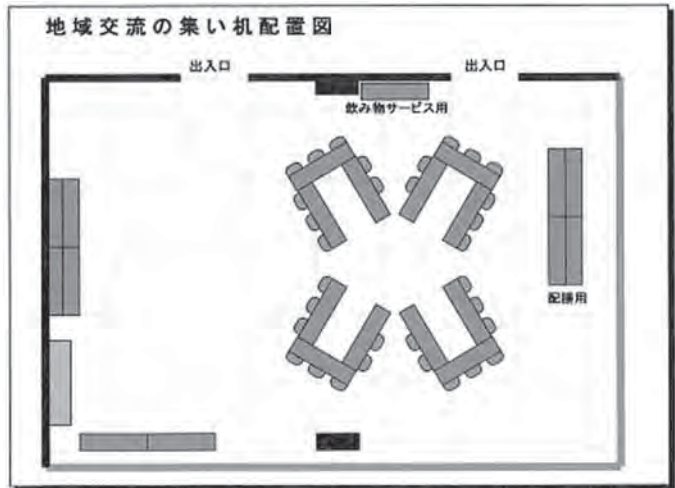 地域交流の集い机配置図
出入口
出入口
飲み物サービス用
配膳用